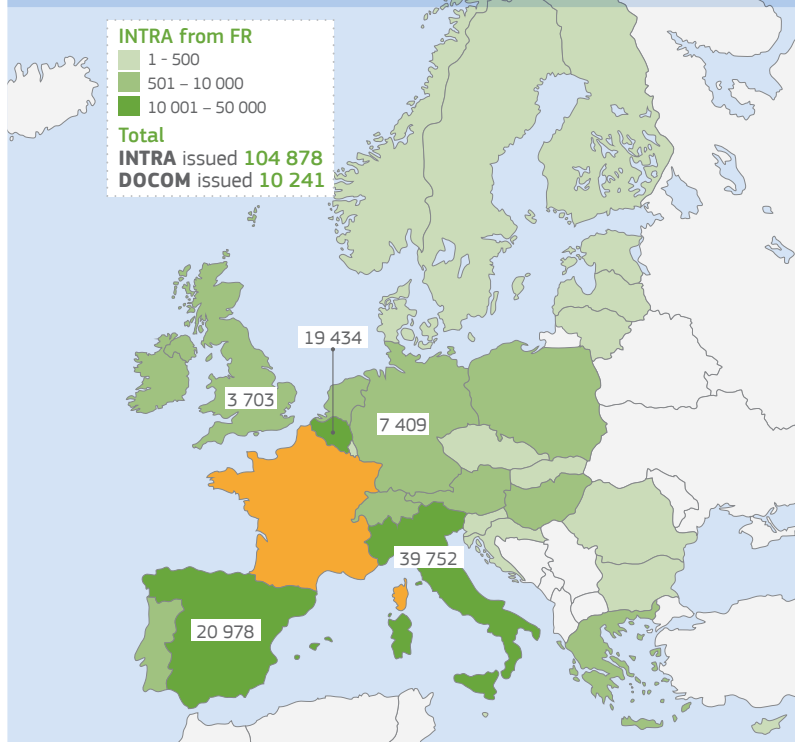 INTRA from FR
1 - 500
501 – 10 000
10 001 – 50 000
Total
INTRA issued 104 878
DOCOM issued 10 241
19 434
3 703
7 409
39 752
20 978